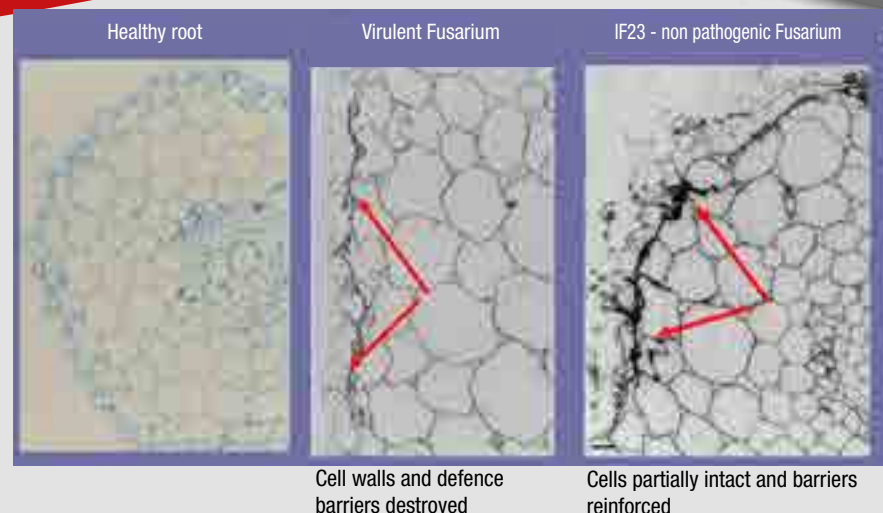 Healthy root
Virulent Fusarium
IF23 - non pathogenic Fusarium
Cell walls and defence
barriers destroyed
Cells partially intact and barriers
reinforced